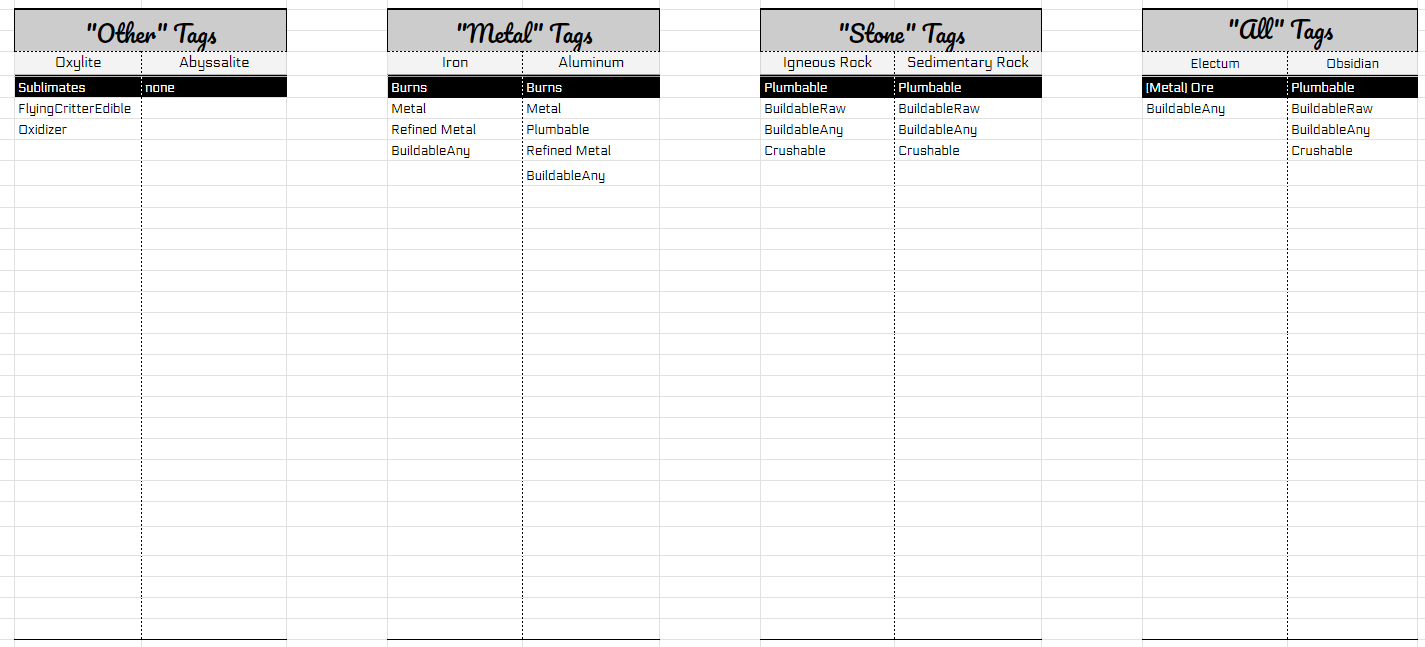 "Other" Tags
Oxylite Abyssalite
Sublimates none
FlyingCritterEdible
Oxidizer
"Metal" Tags
Iron Aluminum
Burns Burns
Metal Metal
Refined Metal Plumbable
BuildableAny Refined Metal
BuildableAny
"Stone" Tags
Igneous Rock Sedimentary Rock
Plumbable Plumbable
BuildableRaw BuildableRaw
BuildableAny BuildableAny
Crushable Crushable
"All" Tags
Electum Obsidian
[Metal] Ore Plumbable
BuildableAny BuildableRaw
BuildableAny
Crushable